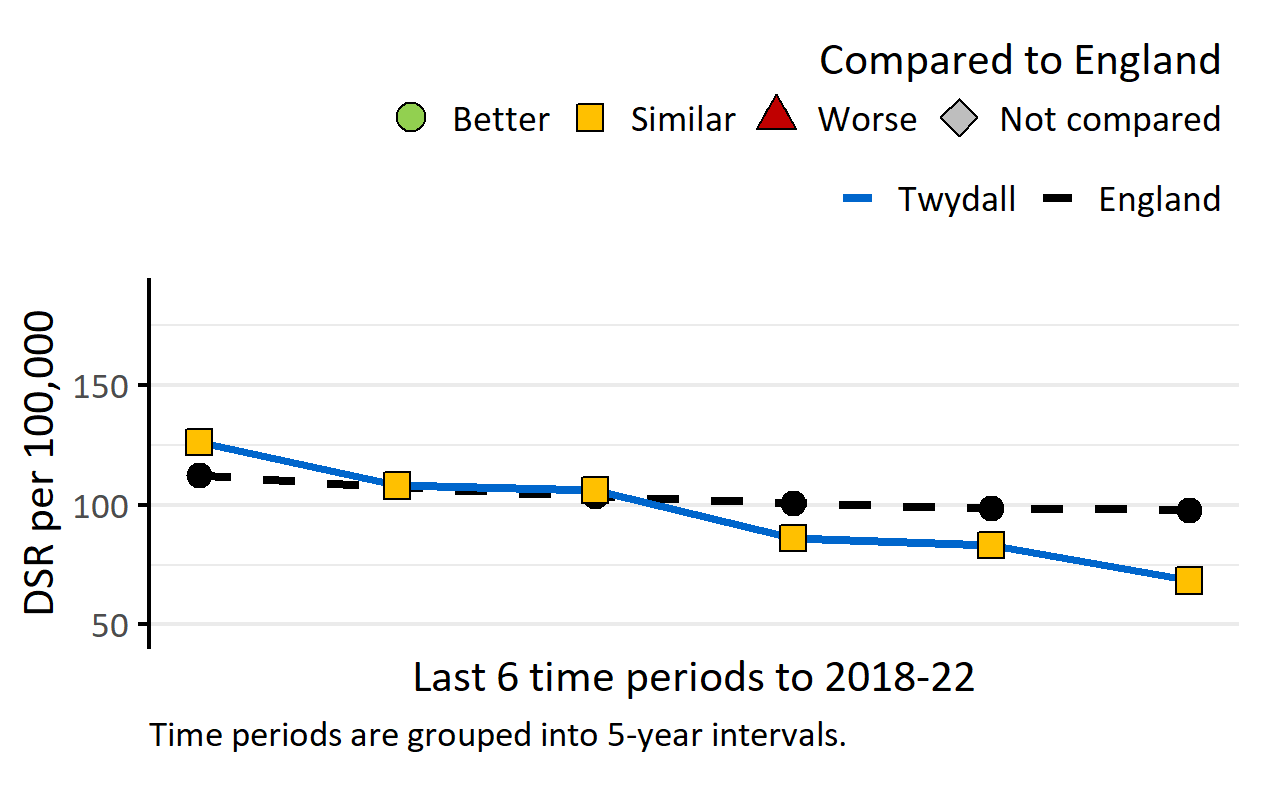 Compared to England
Better Similar Worse Not compared
Twydall England
DSR per 100,000
150
100
50
Last 6 time periods to 2018-22
Time periods are grouped into 5-year intervals.